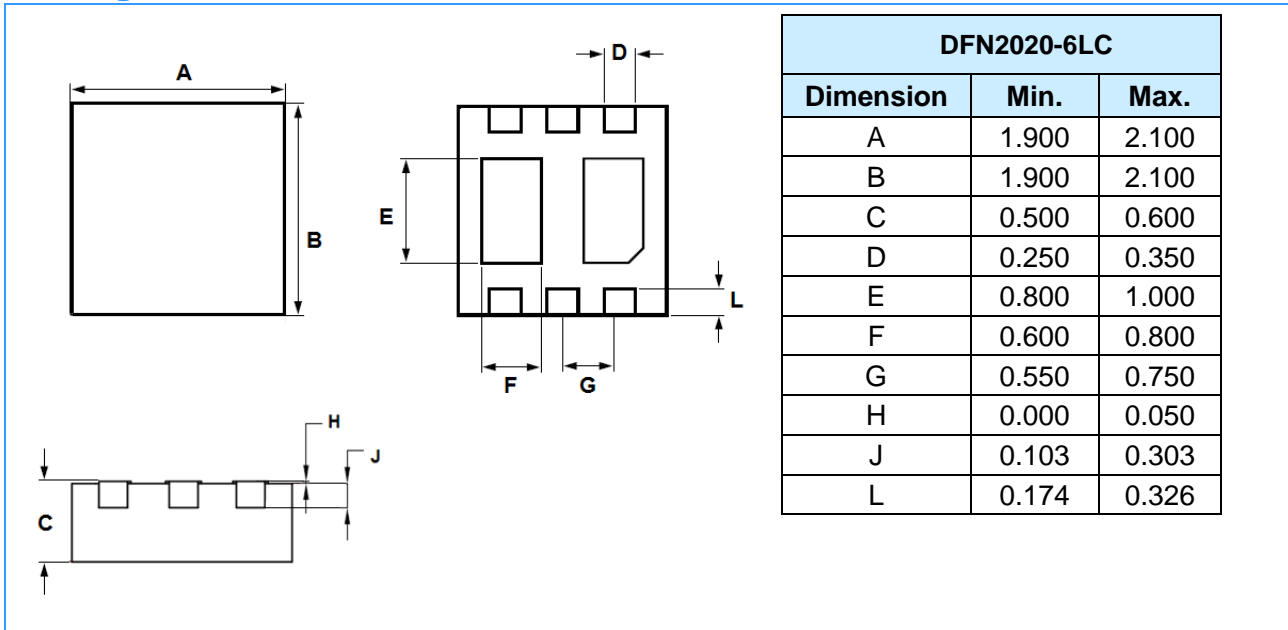 A
B
D
E
F
G
L
H
J
C
DFN2020-6LC
Dimension Min. Max.
A 1.900 2.100
B 1.900 2.100
C 0.500 0.600
D 0.250 0.350
E 0.800 1.000
F 0.600 0.800
G 0.550 0.750
H 0.000 0.050
J 0.103 0.303
L 0.174 0.326